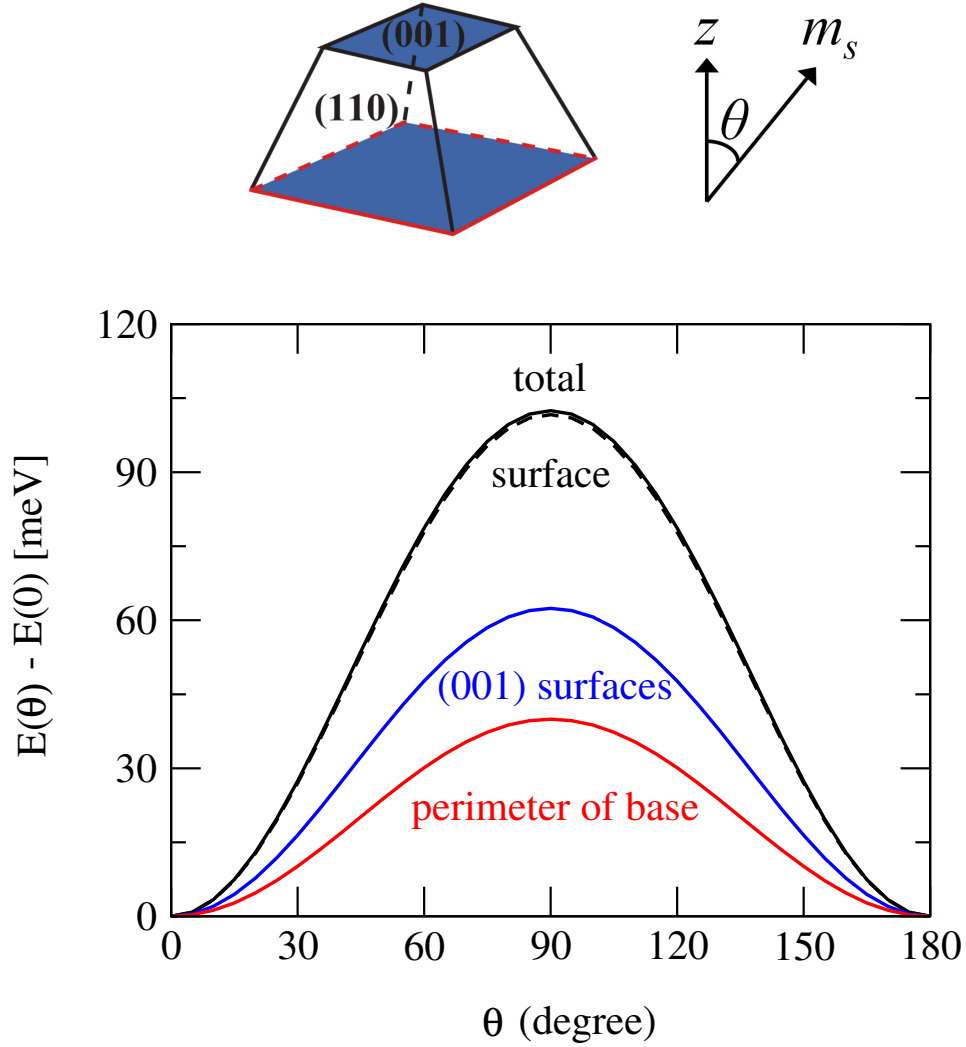 (001)
(110)
z
m_s
θ
E(θ) - E(0) [meV]
120
90
60
30
0
total
surface
(001) surfaces
perimeter of base
0 30 60 90 120 150 180
θ (degree)